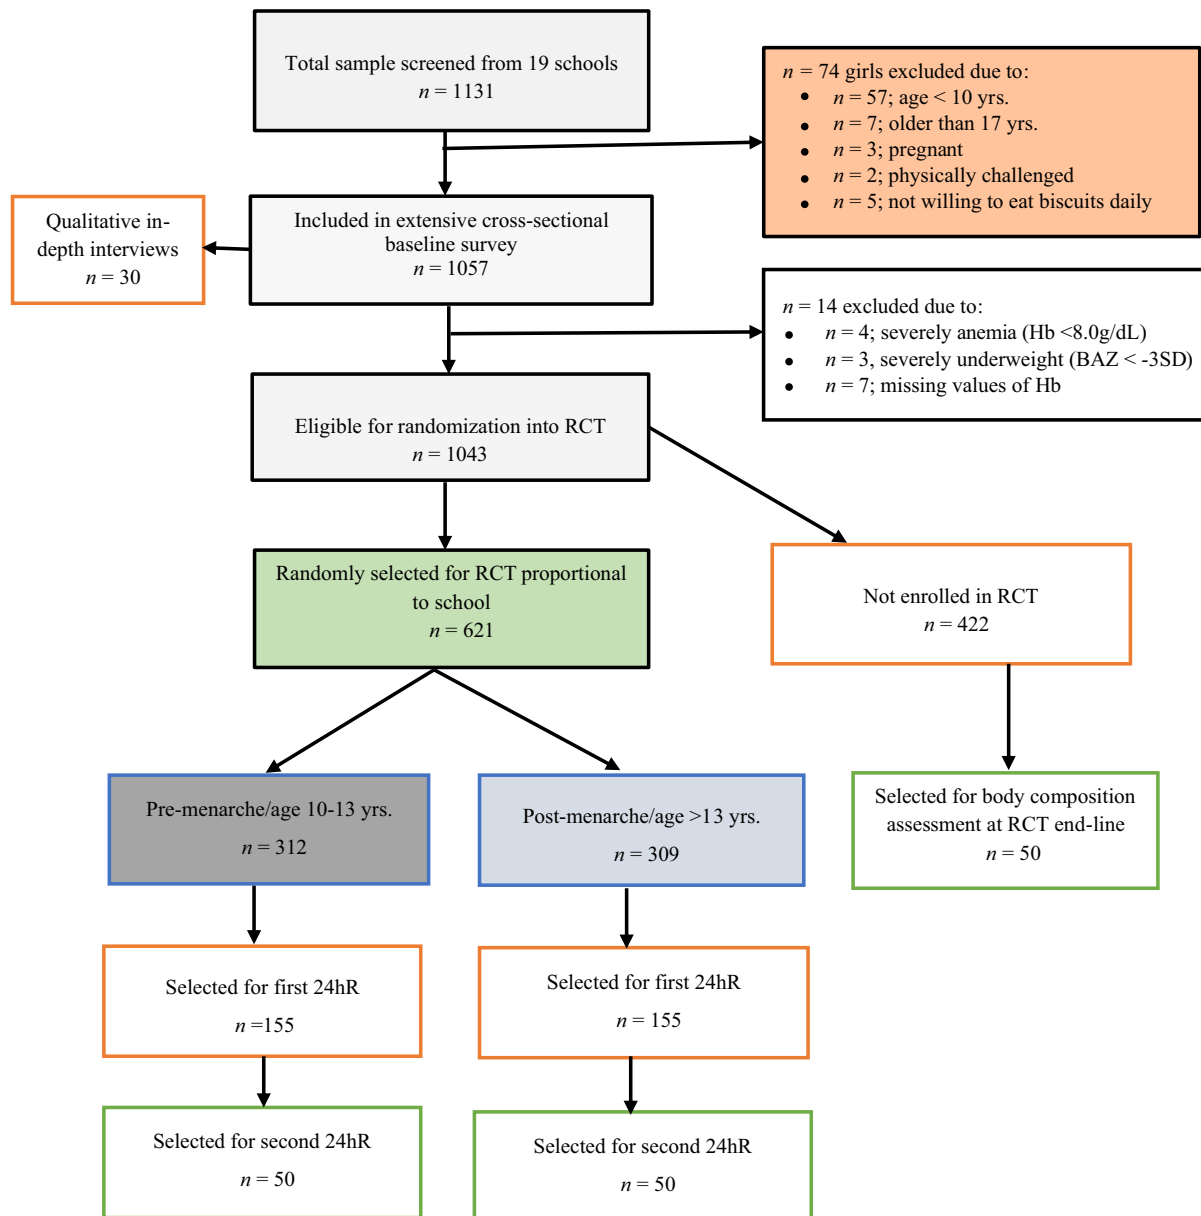 Total sample screened from 19 schools
n = 1131
n = 74 girls excluded due to:
• n = 57; age < 10 yrs.
• n = 7; older than 17 yrs.
• n = 3; pregnant
• n = 2; physically challenged
• n = 5; not willing to eat biscuits daily
Qualitative in-
depth interviews
n = 30
Included in extensive cross-sectional
baseline survey
n = 1057
n = 14 excluded due to:
• n = 4; severely anemia (Hb <8.0g/dL)
• n = 3, severely underweight (BAZ < -3SD)
• n = 7; missing values of Hb
Eligible for randomization into RCT
n = 1043
Randomly selected for RCT proportional
to school
n = 621
Not enrolled in RCT
n = 422
Pre-menarche/age 10-13 yrs.
n = 312
Post-menarche/age >13 yrs.
n = 309
Selected for body composition
assessment at RCT end-line
n = 50
Selected for first 24hR
n =155
Selected for first 24hR
n = 155
Selected for second 24hR
n = 50
Selected for second 24hR
n = 50